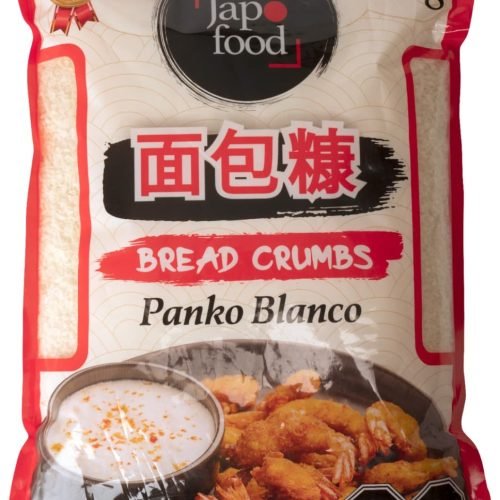 Japo
food
面包糠
BREAD CRUMBS
Panko Blanco